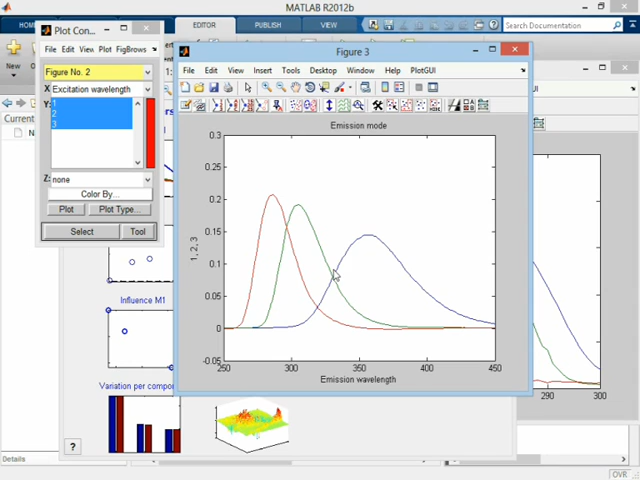 MATLAB R2012b
HOM
EDITOR
PUBLISH
VIEW
Search Documentation
New
Op
Current
N
Details
OVR
Plot Con...
File Edit View Plot FigBrows
Figure No. 2
X: Excitation wavelength
Y: 1
2
3
Z: none
Color By...
Plot
Plot Type...
Select
Tool
Influence M1
Variation per compo
?
Figure 3
File Edit View Insert Tools Desktop Window Help PlotGUI
Emission mode
0.3
0.25
0.2
0.15
0.1
0.05
0
-0.05
1, 2, 3
250 300 350 400 450
Emission wavelength
UI
290 300